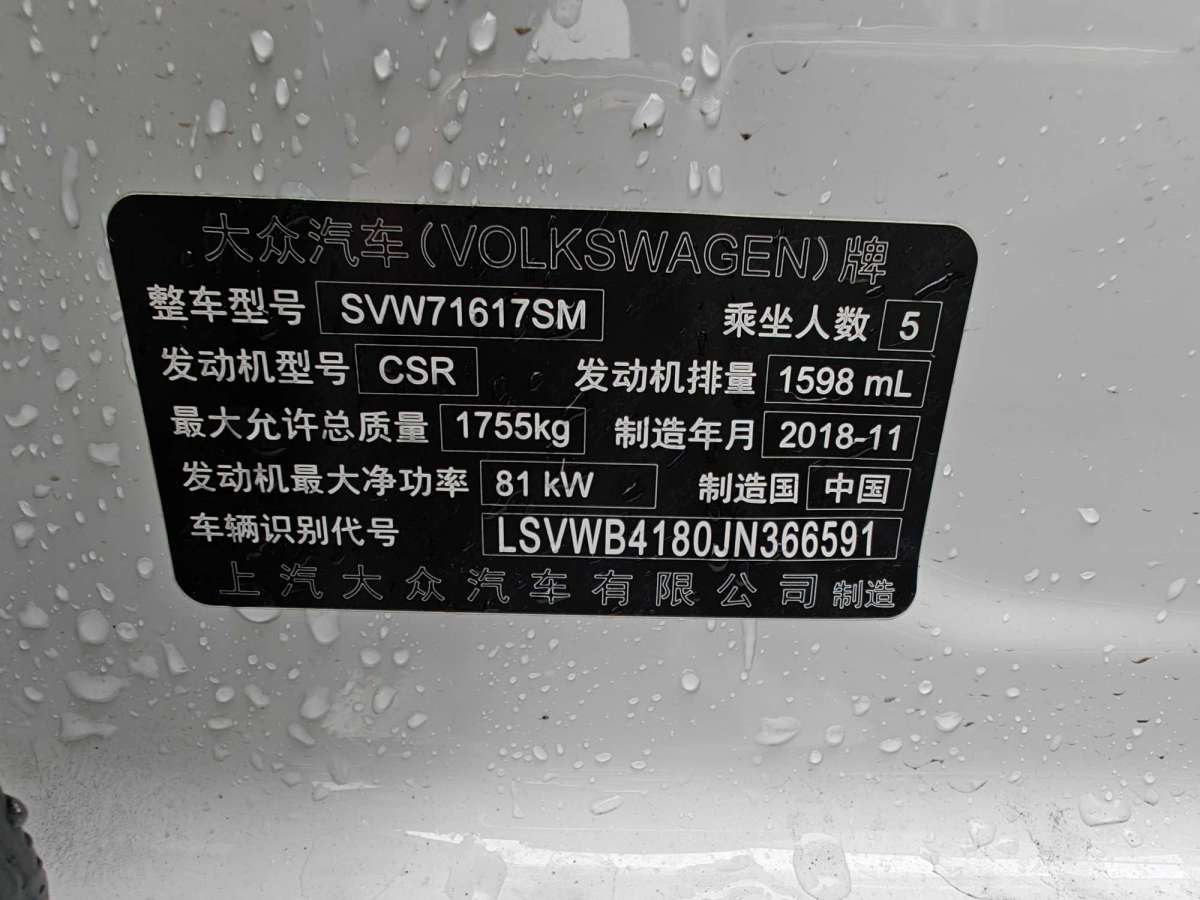 大众汽车(VOLKSWAGEN)牌
整车型号 SVW71617SM 乘坐人数 5
发动机型号 CSR 发动机排量 1598 mL
最大允许总质量 1755kg 制造年月 2018-11
发动机最大净功率 81 kW 制造国 中国
车辆识别代号 LSVWB4180JN366591
上汽大众汽车有限公司 制造